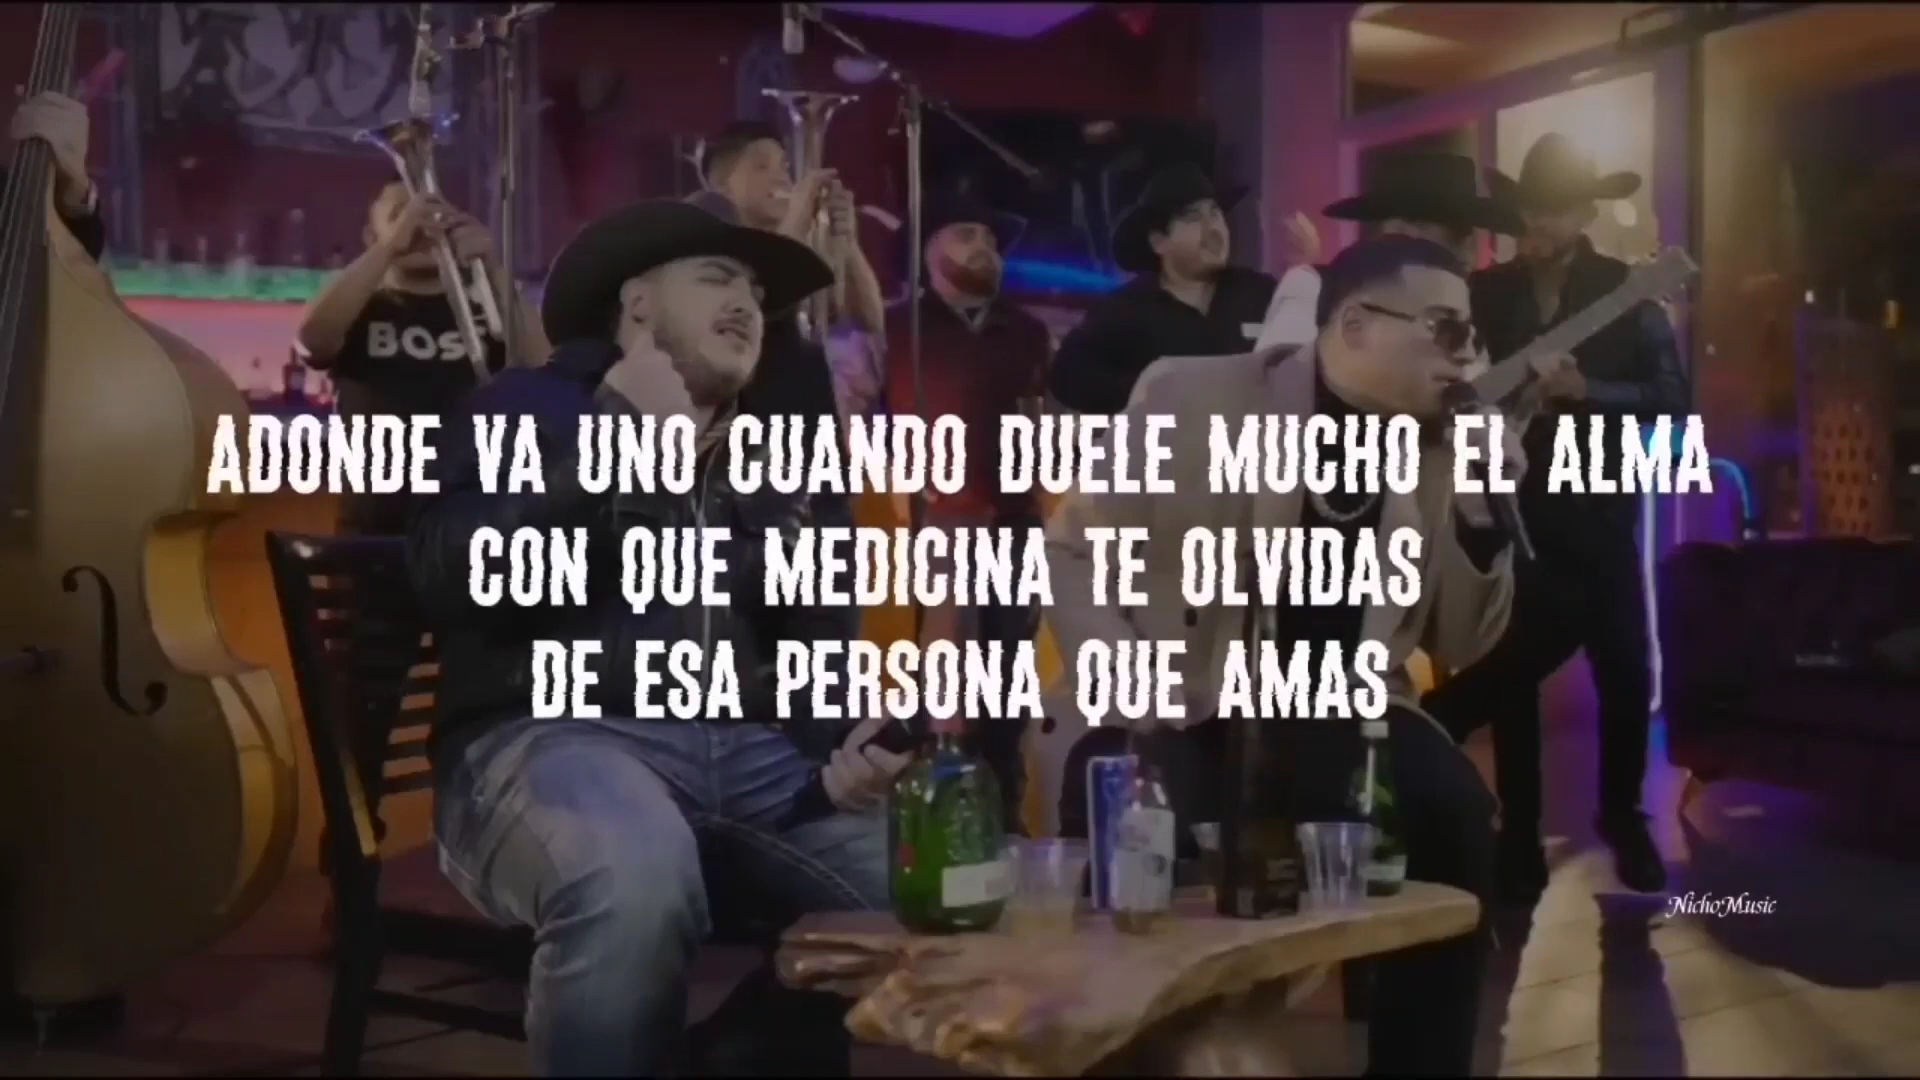 BOSS
ADONDE VA UNO CUANDO DUELE MUCHO EL ALMA
CON QUE MEDICINA TE OLVIDAS
DE ESA PERSONA QUE AMAS
NichoMusic